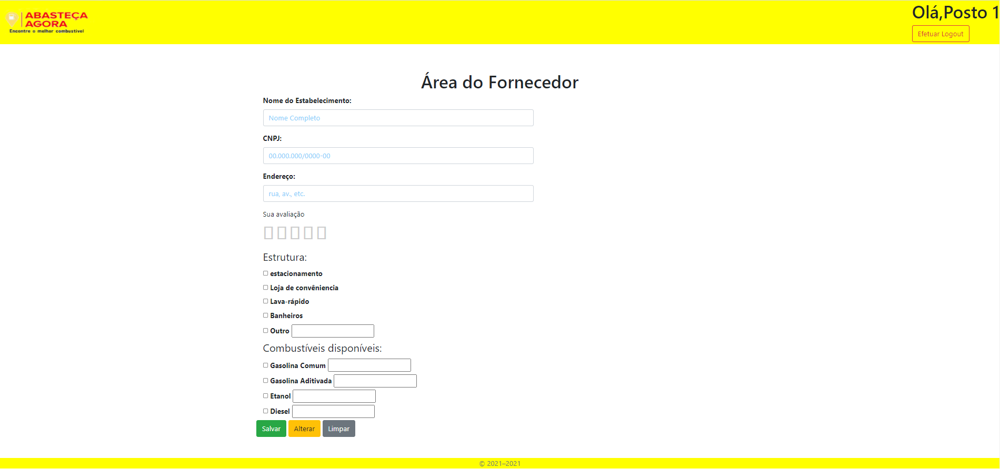 ABASTEÇA
AGORA
Encontre o melhor combustível
Olá,Posto 1
Efetuar Logout
Área do Fornecedor
Nome do Estabelecimento:
Nome Completo
CNPJ:
00.000.000/0000-00
Endereço:
rua, av., etc.
Sua avaliação
Estrutura:
estacionamento
Loja de convêniencia
Lava-rápido
Banheiros
Outro
Combustíveis disponíveis:
Gasolina Comum
Gasolina Aditivada
Etanol
Diesel
Salvar Alterar Limpar
© 2021–2021